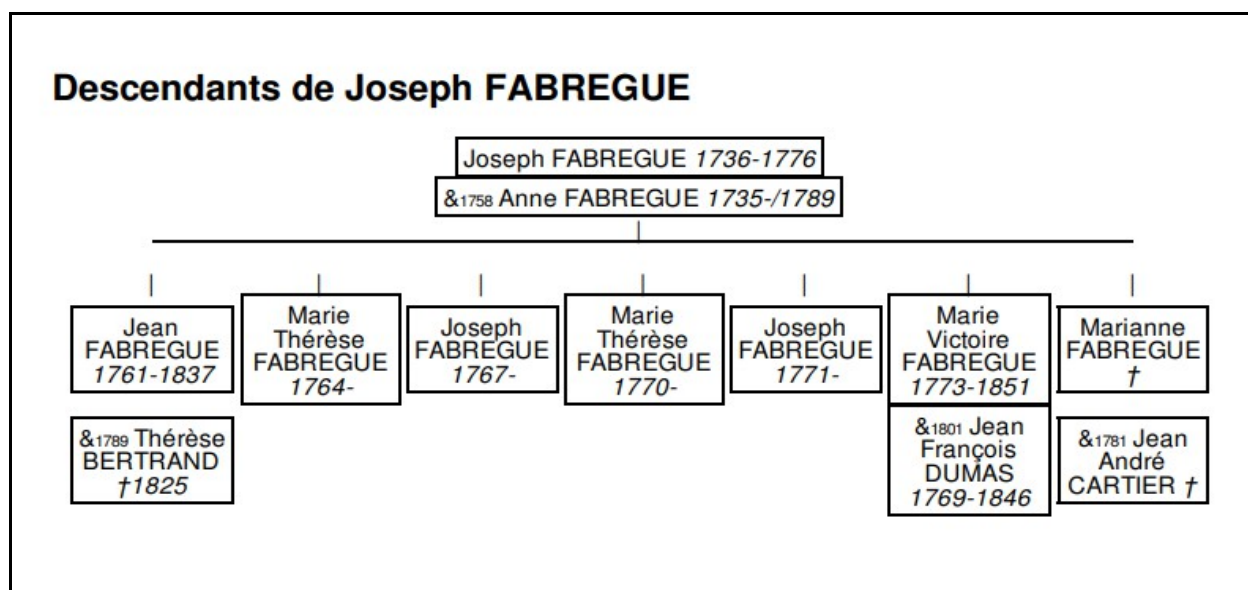 Descendants de Joseph FABREGUE
Joseph FABREGUE 1736-1776
&1758 Anne FABREGUE 1735-/1789
Jean
FABREGUE
1761-1837
&1789 Thérèse
BERTRAND
†1825
Marie
Thérèse
FABREGUE
1764-
Joseph
FABREGUE
1767-
Marie
Thérèse
FABREGUE
1770-
Joseph
FABREGUE
1771-
Marie
Victoire
FABREGUE
1773-1851
&1801 Jean
François
DUMAS
1769-1846
Marianne
FABREGUE
†
&1781 Jean
André
CARTIER †